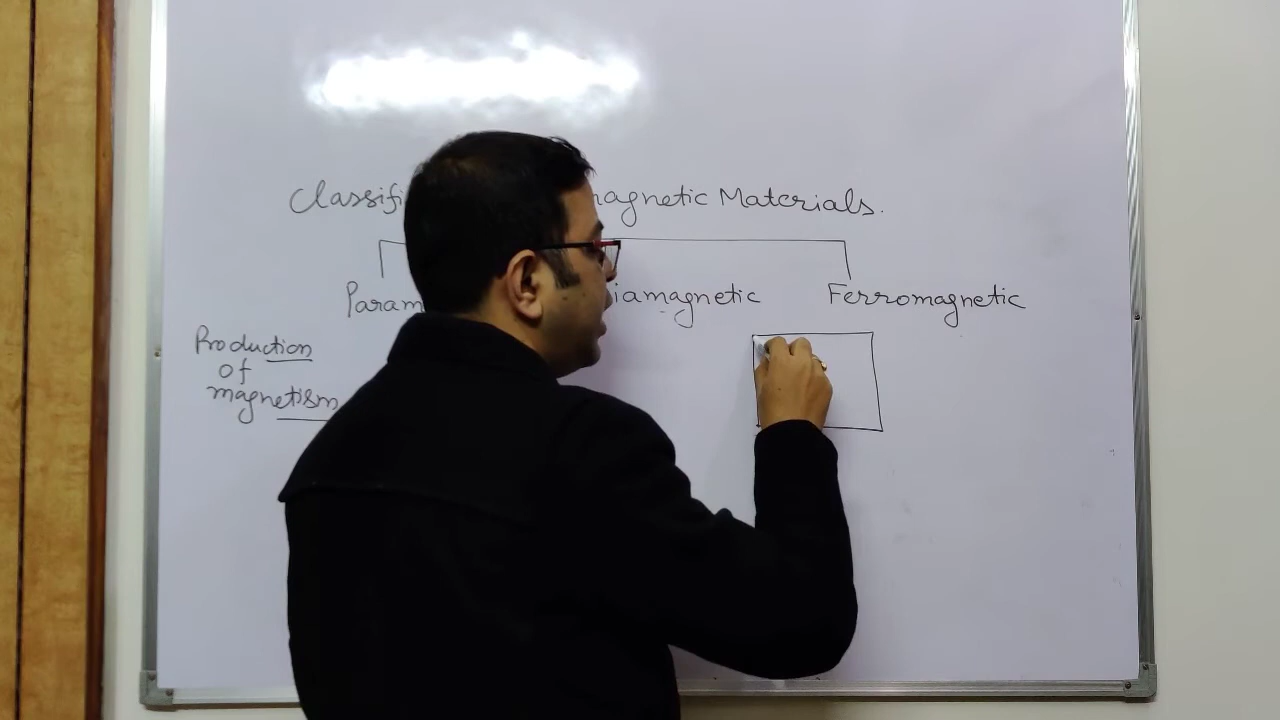 Classifi agnetic Materials.
Param iamagnetic Ferromagnetic
Production
of
magnetism